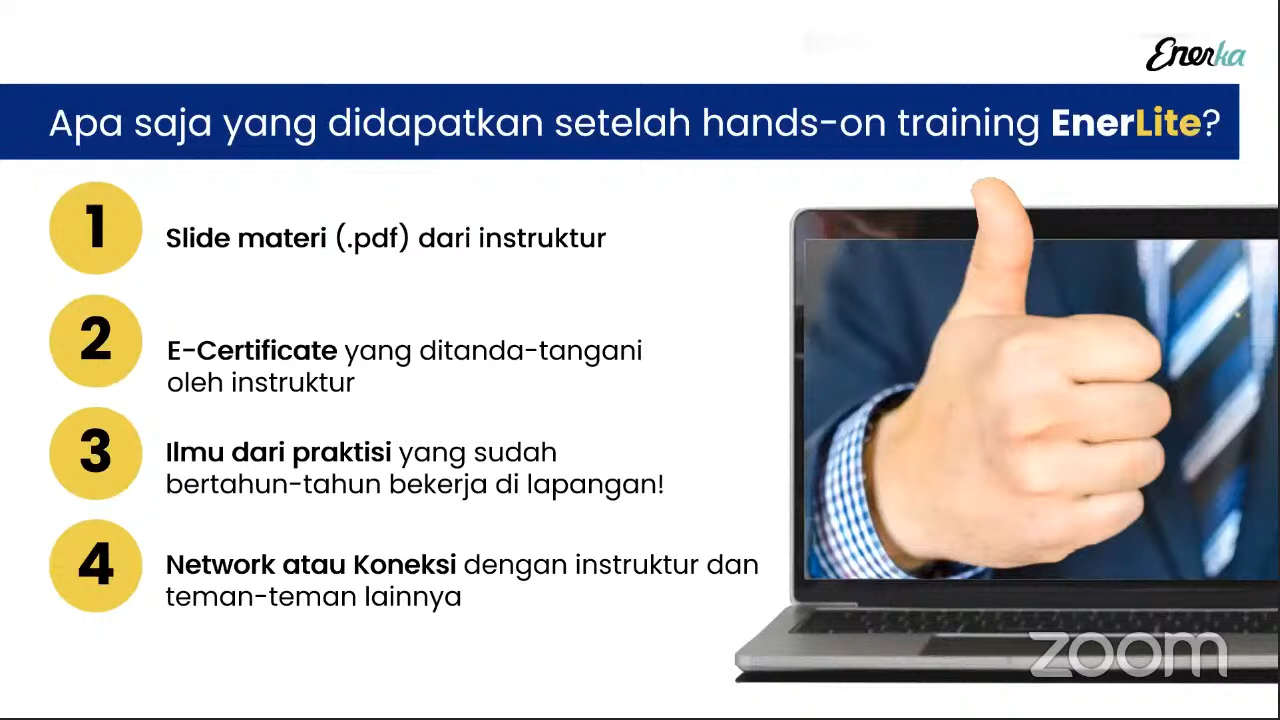 Enerka
Apa saja yang didapatkan setelah hands-on training EnerLite?
1
Slide materi (.pdf) dari instruktur
2
E-Certificate yang ditanda-tangani
oleh instruktur
3
Ilmu dari praktisi yang sudah
bertahun-tahun bekerja di lapangan!
4
Network atau Koneksi dengan instruktur dan
teman-teman lainnya
zoom